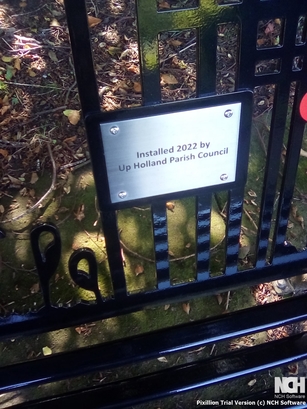 Installed 2022 by
Up Holland Parish Council
NCH
NCH Software
Pixillion Trial Version (c) NCH Software